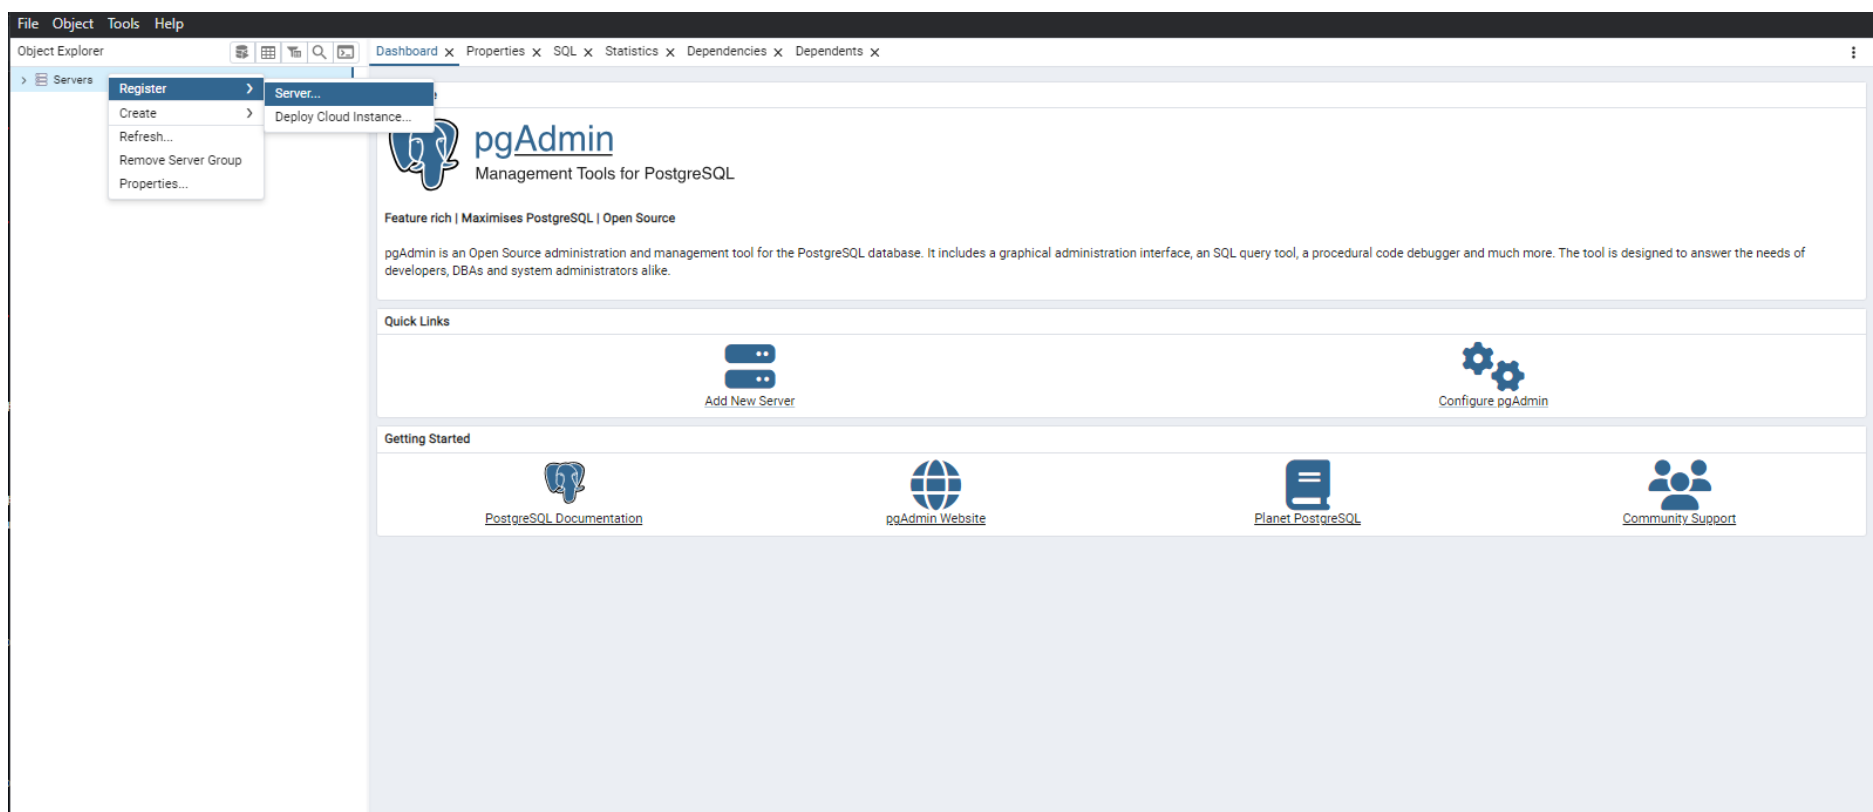 File Object Tools Help
Object Explorer
Dashboard Properties SQL Statistics Dependencies Dependents
Servers
Register
Create
Refresh...
Remove Server Group
Properties...
Server...
Deploy Cloud Instance...
pgAdmin
Management Tools for PostgreSQL
Feature rich | Maximises PostgreSQL | Open Source
pgAdmin is an Open Source administration and management tool for the PostgreSQL database. It includes a graphical administration interface, an SQL query tool, a procedural code debugger and much more. The tool is designed to answer the needs of
developers, DBAs and system administrators alike.
Quick Links
Add New Server
Configure pgAdmin
Getting Started
PostgreSQL Documentation
pgAdmin Website
Planet PostgreSQL
Community Support